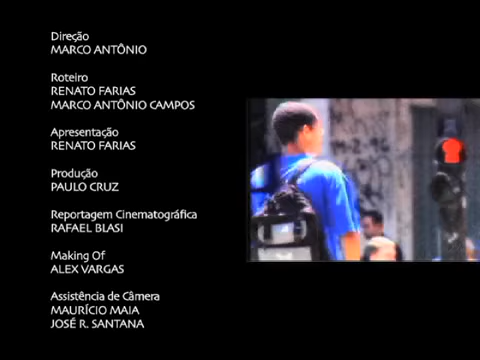 Direção
MARCO ANTÔNIO
Roteiro
RENATO FARIAS
MARCO ANTÔNIO CAMPOS
Apresentação
RENATO FARIAS
Produção
PAULO CRUZ
Reportagem Cinematográfica
RAFAEL BLASI
Making Of
ALEX VARGAS
Assistência de Câmera
MAURÍCIO MAIA
JOSÉ R. SANTANA